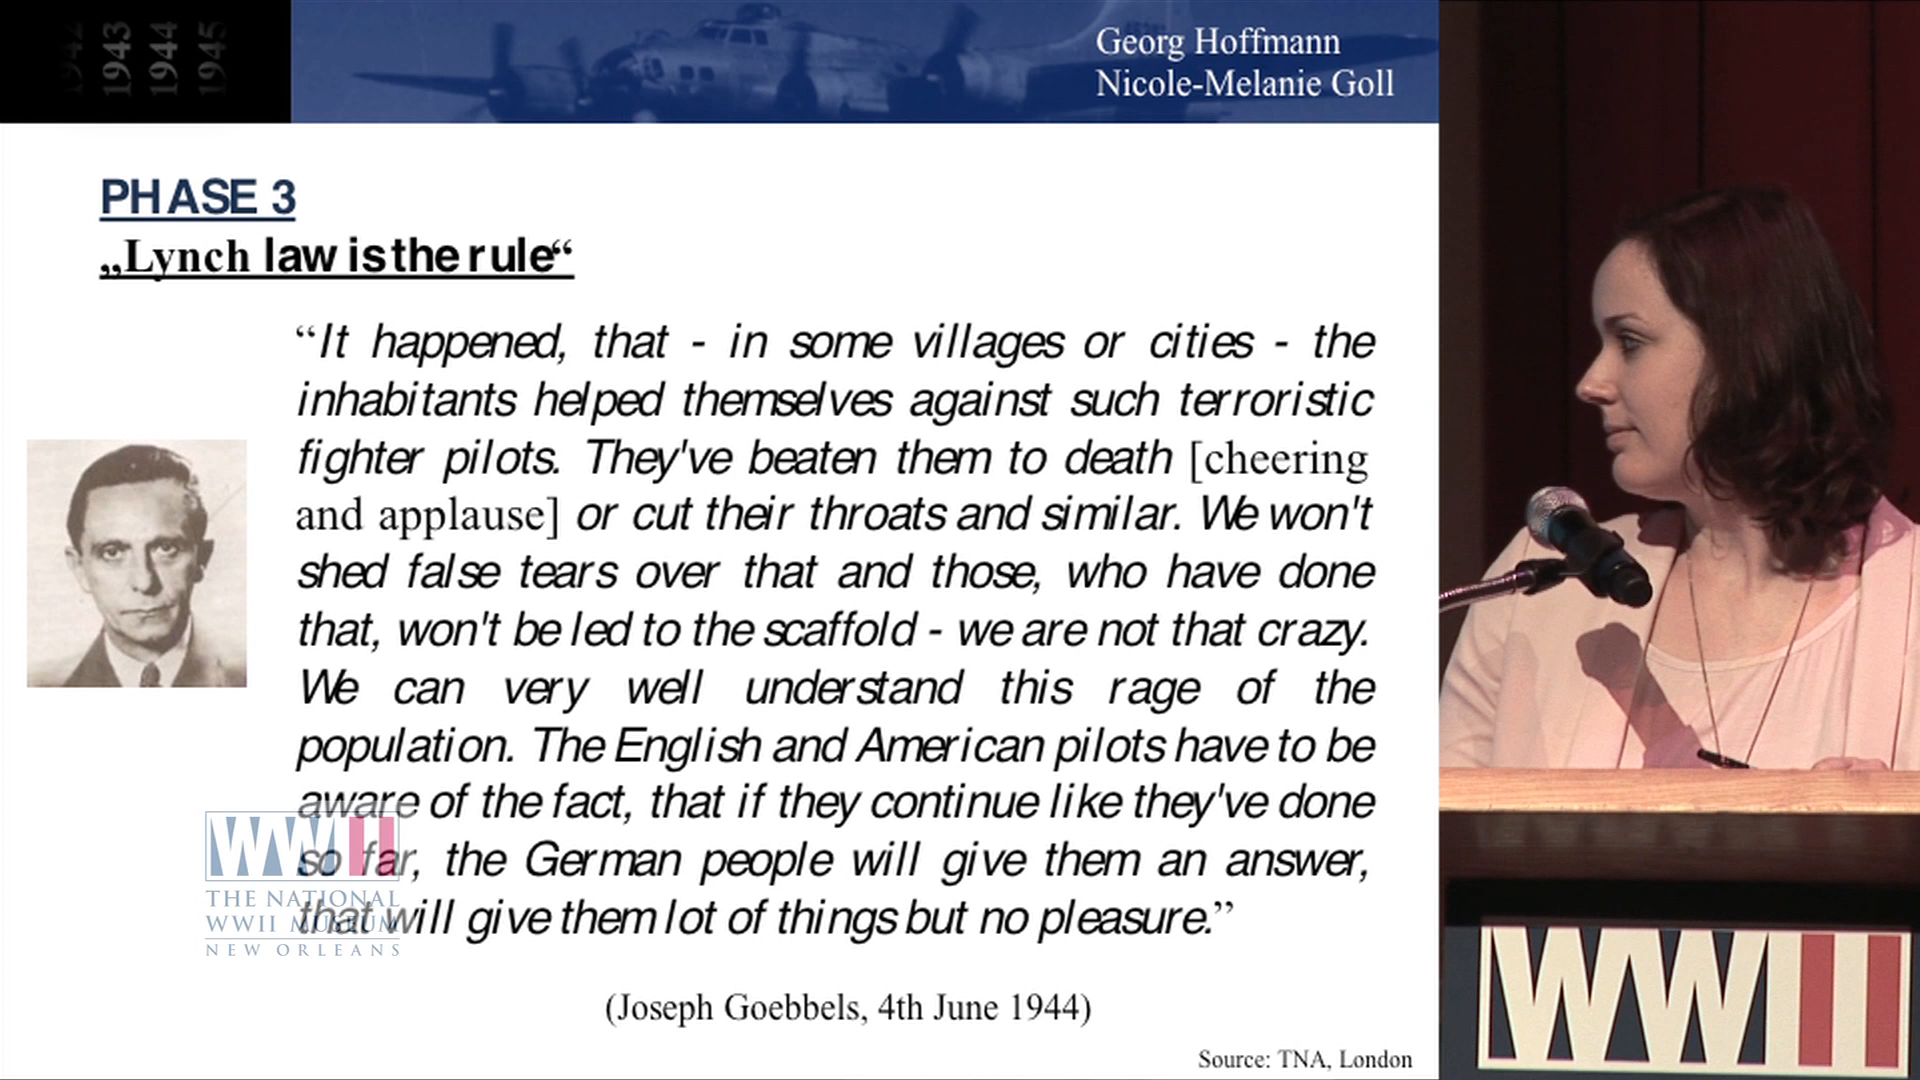 1942
1943
1944
1945
Georg Hoffmann
Nicole-Melanie Goll
PHASE 3
„Lynch law is the rule“
“It happened, that - in some villages or cities - the
inhabitants helped themselves against such terroristic
fighter pilots. They've beaten them to death [cheering
and applause] or cut their throats and similar. We won't
shed false tears over that and those, who have done
that, won't be led to the scaffold - we are not that crazy.
We can very well understand this rage of the
population. The English and American pilots have to be
aware of the fact, that if they continue like they've done
so far, the German people will give them an answer,
that will give them lot of things but no pleasure.”
(Joseph Goebbels, 4th June 1944)
Source: TNA, London
WWII
THE NATIONAL
WWII MUSEUM
NEW ORLEANS
WWII